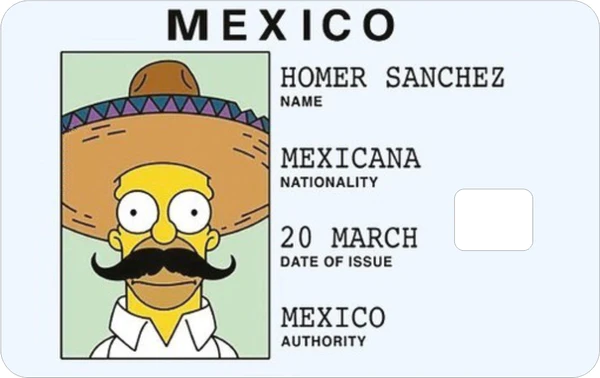 MEXICO
HOMER SANCHEZ
NAME
MEXICANA
NATIONALITY
20 MARCH
DATE OF ISSUE
MEXICO
AUTHORITY